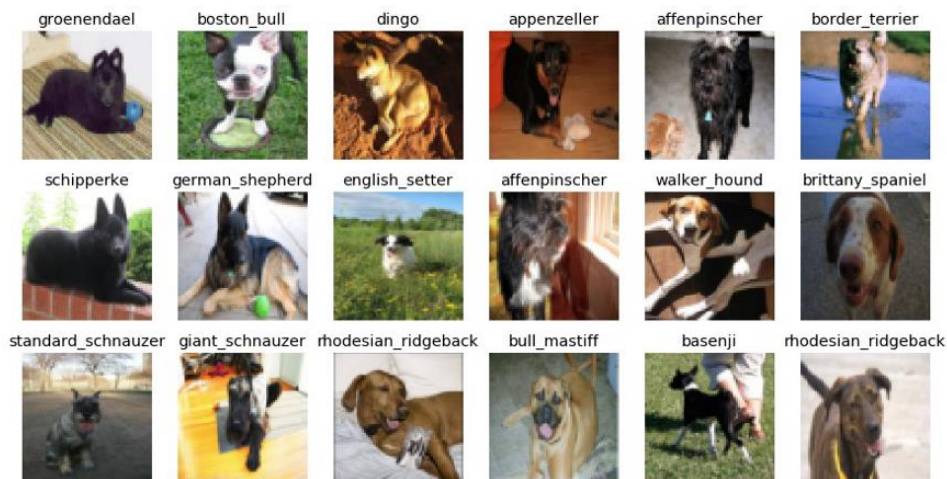 groenendael boston_bull dingo appenzeller affenpinscher border_terrier
schipperke german_shepherd english_setter affenpinscher walker_hound brittany_spaniel
standard_schnauzer giant_schnauzer rhodesian_ridgeback bull_mastiff basenji rhodesian_ridgeback